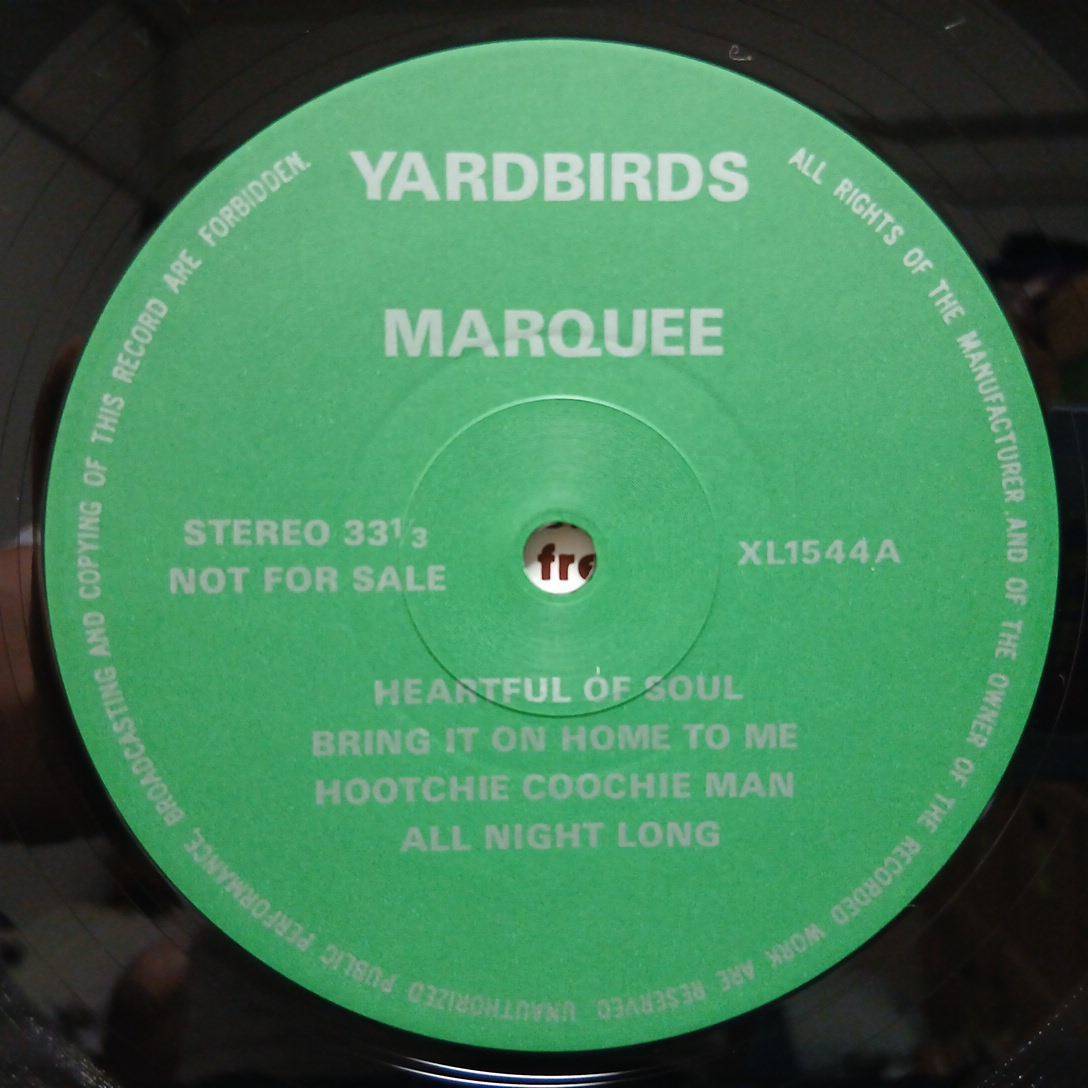 YARDBIRDS
MARQUEE
STEREO 33⅓
NOT FOR SALE
XL1544A
HEARTFUL OF SOUL
BRING IT ON HOME TO ME
HOOTCHIE COOCHIE MAN
ALL NIGHT LONG
ALL RIGHTS OF THE MANUFACTURER AND OF THE OWNER OF THE RECORDED WORK ARE RESERVED UNAUTHORIZED PUBLIC PERFORMANCE, BROADCASTING AND COPYING OF THIS RECORD ARE FORBIDDEN.